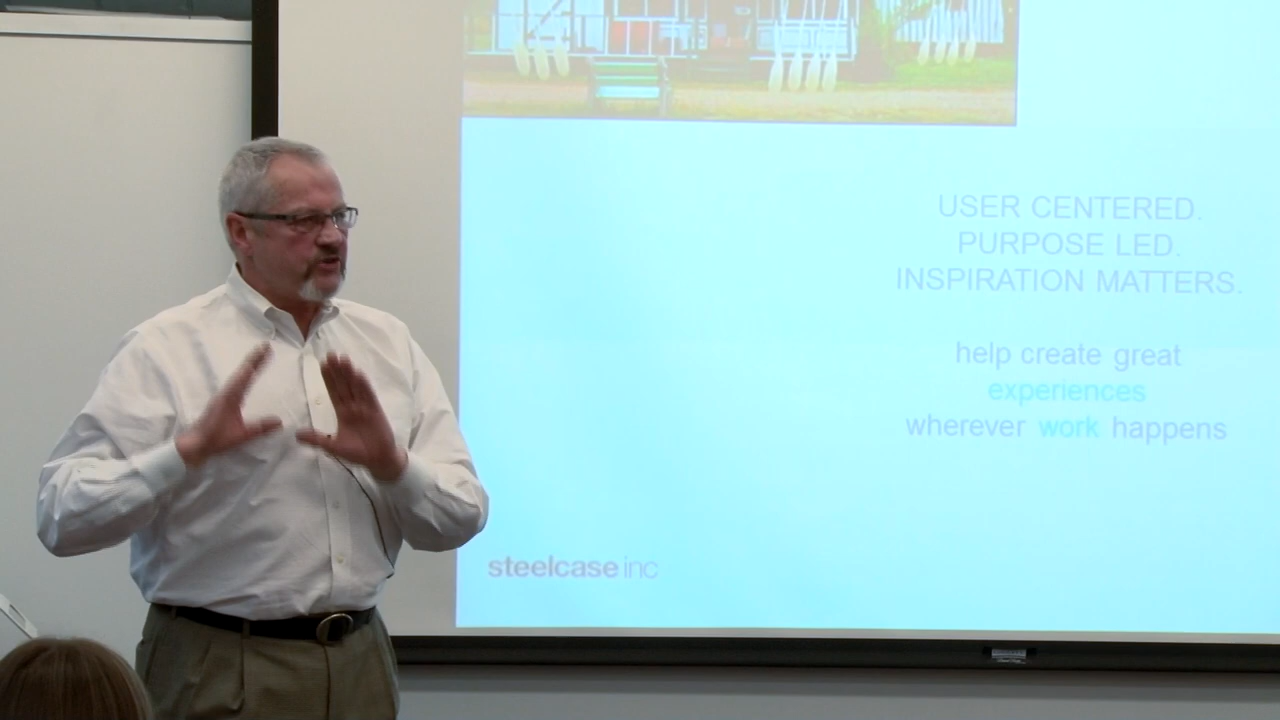 USER CENTERED.
PURPOSE LED.
INSPIRATION MATTERS.
help create great
experiences
wherever work happens
steelcase inc